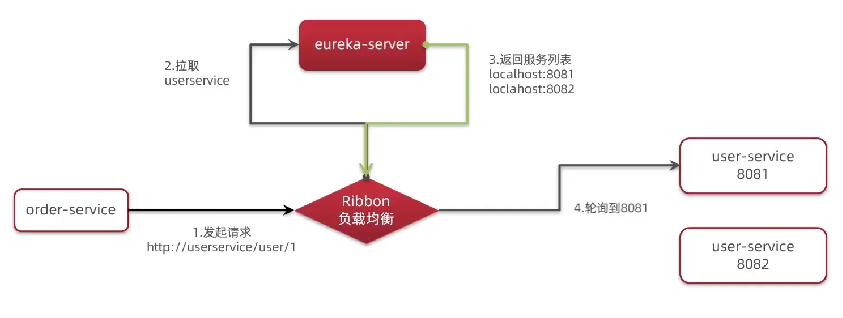 eureka-server
2.拉取
userservice
3.返回服务列表
localhost:8081
loclahost:8082
user-service
8081
order-service
Ribbon
负载均衡
4.轮询到8081
1.发起请求
http://userservice/user/1
user-service
8082